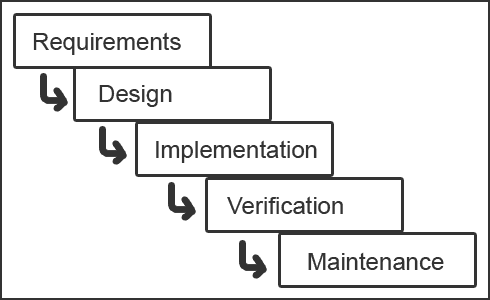 Requirements
Design
Implementation
Verification
Maintenance